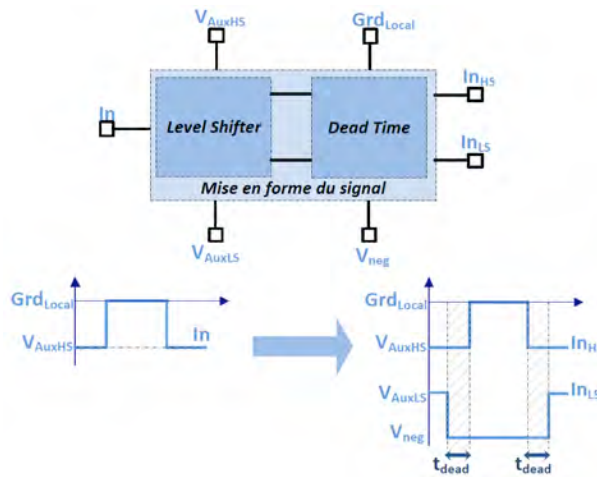 VAuxHS
GrdLocal
InHS
In
Level Shifter
Dead Time
InLS
Mise en forme du signal
VAuxLS
Vneg
GrdLocal
VAuxHS
In
GrdLocal
VAuxHS
InH
VAuxLS
InLS
Vneg
tdead
tdead